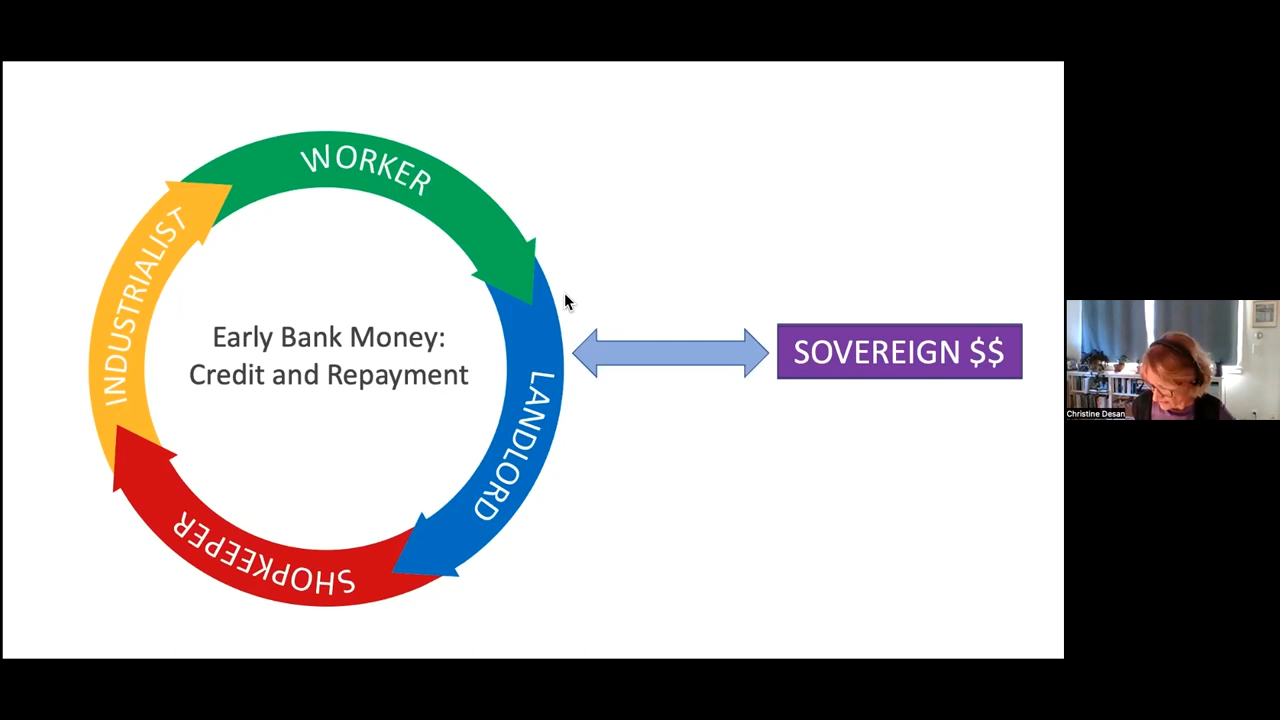 WORKER
INDUSTRIALIST
Early Bank Money:
Credit and Repayment
SOVEREIGN $$
LANDLORD
SHOPKEEPER
Christine Desan